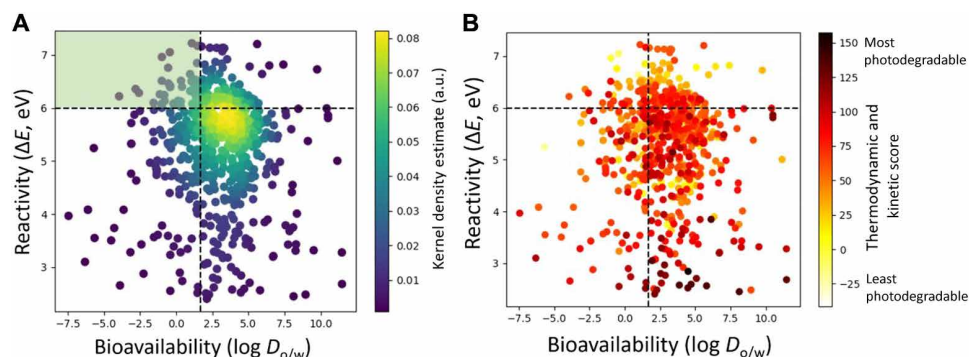 A
Reactivity (ΔE, eV)
7
6
5
4
3
-7.5 -5.0 -2.5 0.0 2.5 5.0 7.5 10.0
Bioavailability (log Do/w)
0.08
0.07
0.06
0.05
0.04
0.03
0.02
0.01
Kernel density estimate (a.u.)
B
Reactivity (ΔE, eV)
7
6
5
4
3
-7.5 -5.0 -2.5 0.0 2.5 5.0 7.5 10.0
Bioavailability (log Do/w)
150
125
100
75
50
25
0
-25
Thermodynamic and
kinetic score
Most
photodegradable
Least
photodegradable